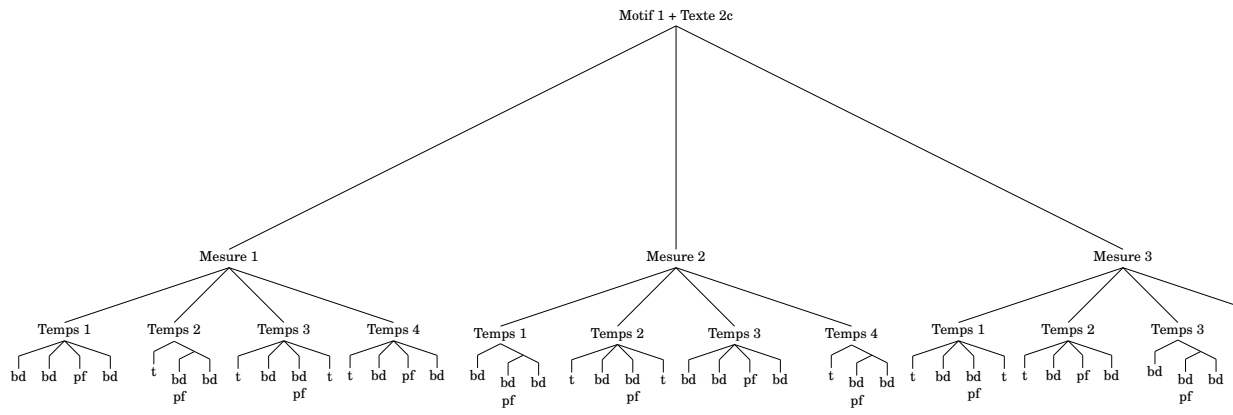 Motif 1 + Texte 2c
Mesure 1 Mesure 2 Mesure 3
Temps 1 Temps 2 Temps 3 Temps 4 Temps 1 Temps 2 Temps 3 Temps 4 Temps 1 Temps 2 Temps 3
bd bd pf bd t bd bd t bd bd t t bd pf bd bd bd bd t bd bd t bd bd pf bd t bd bd t bd bd t t bd pf bd bd bd bd
pf pf pf pf pf pf pf